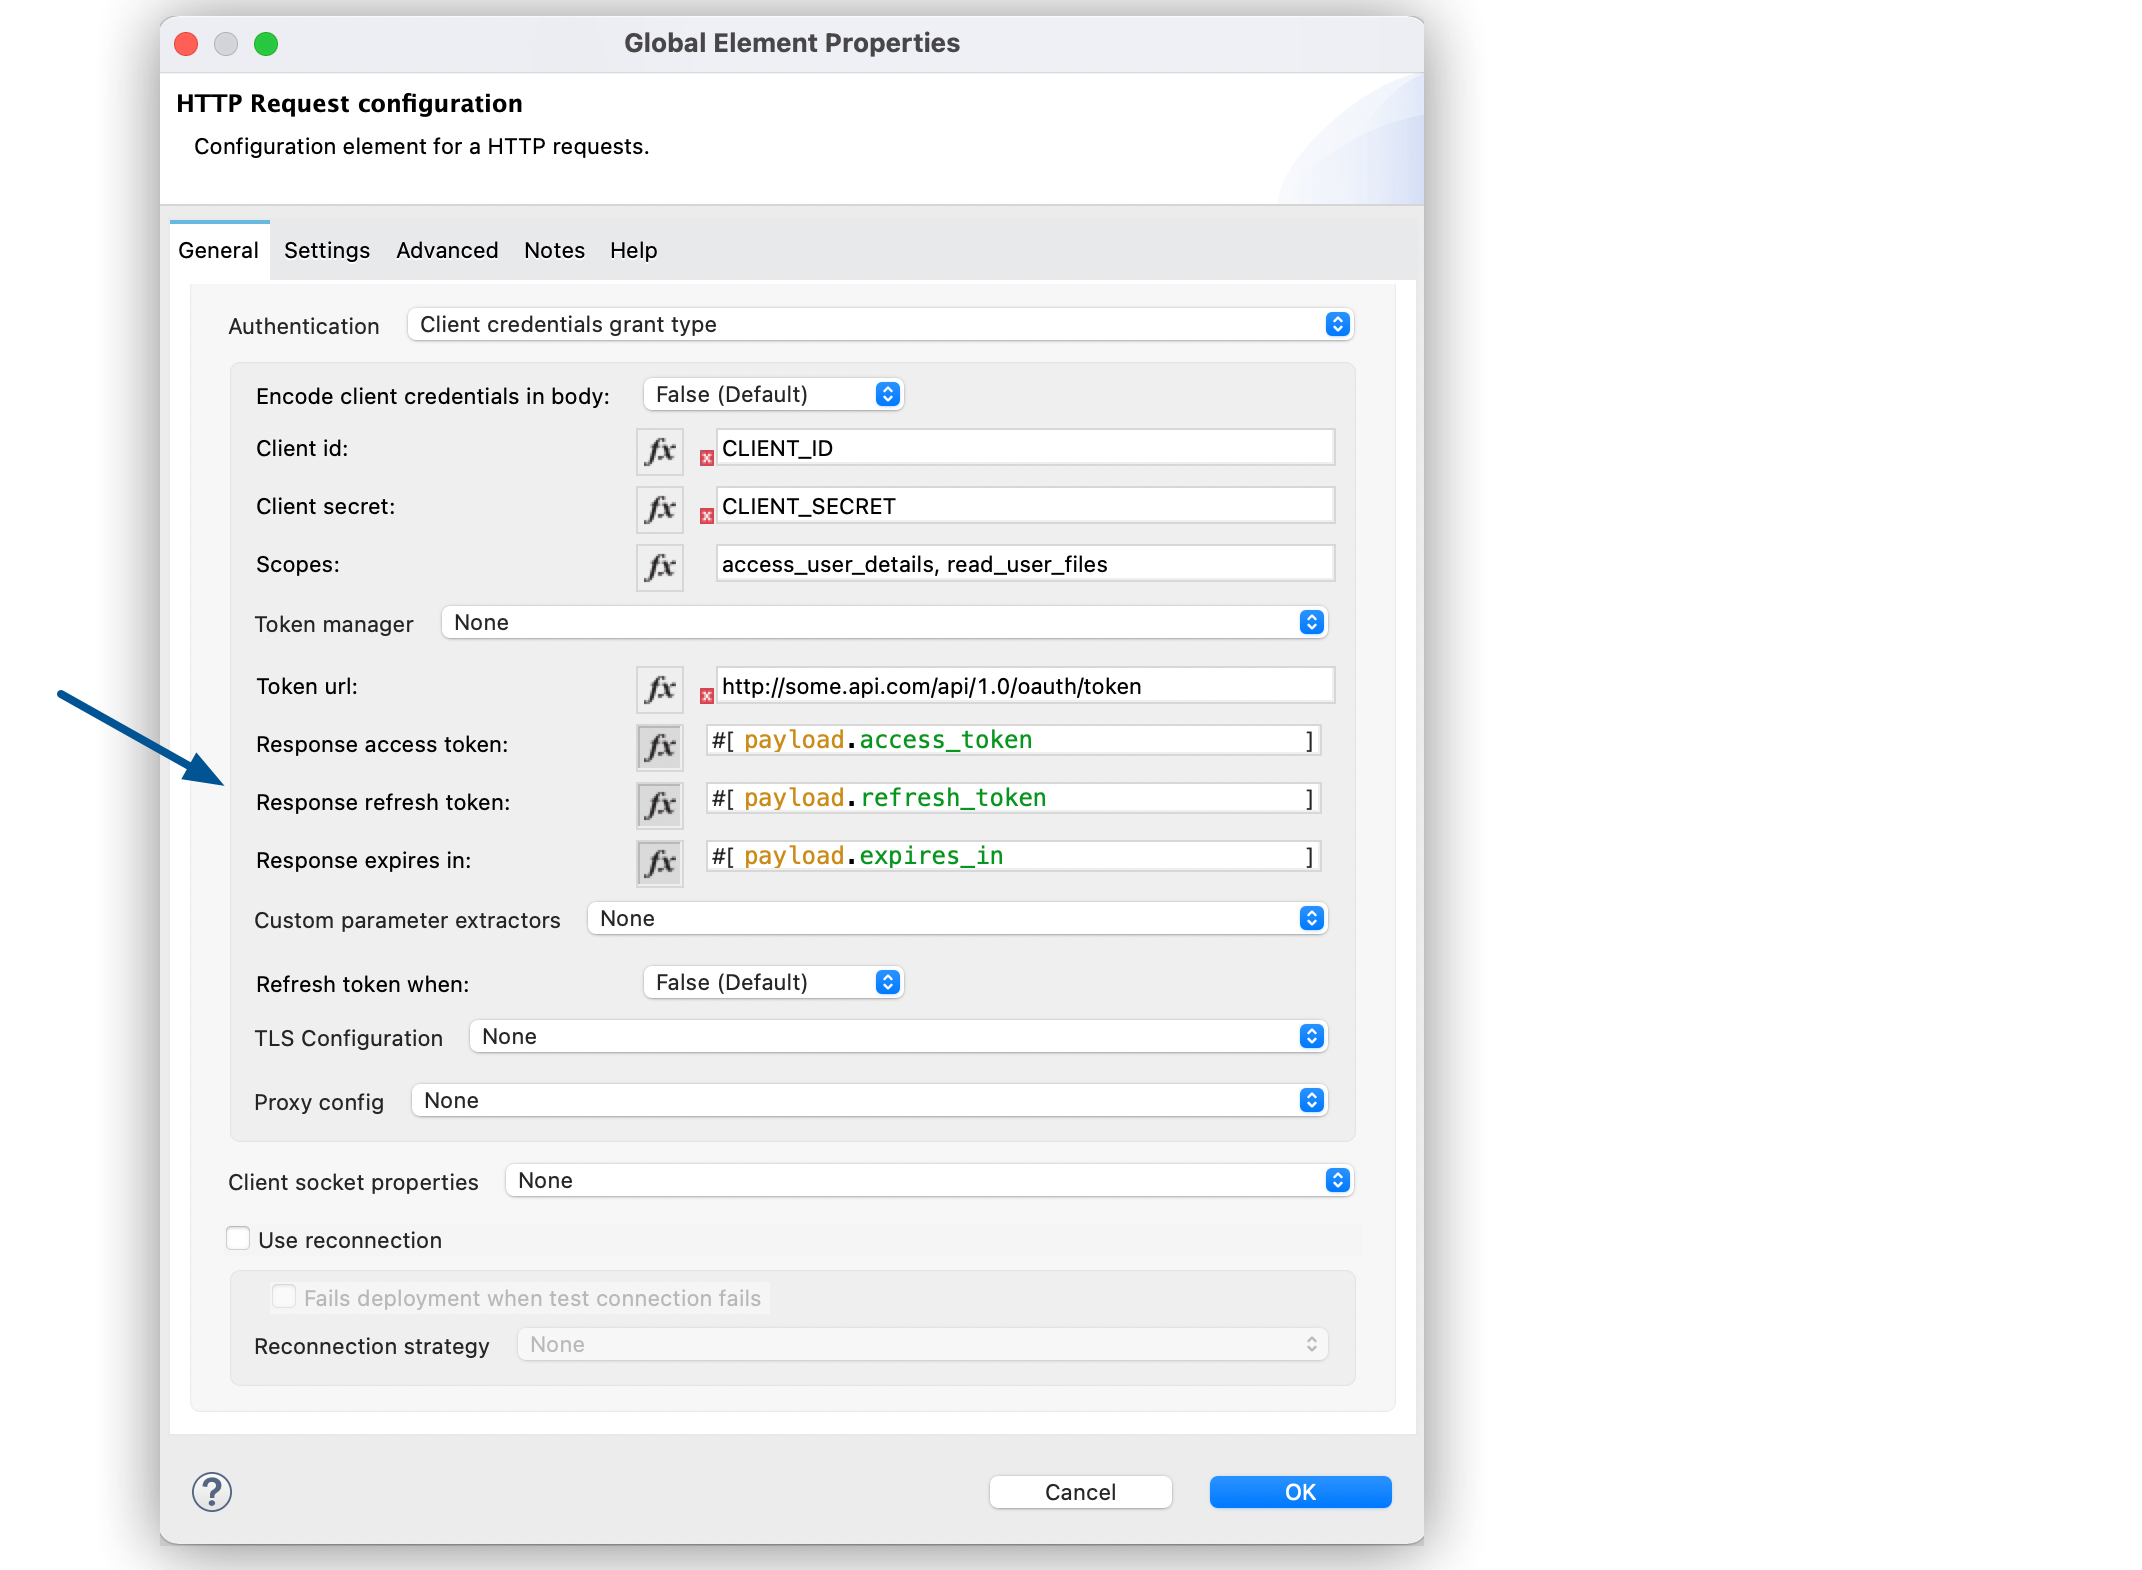 Global Element Properties
HTTP Request configuration
Configuration element for a HTTP requests.
General Settings Advanced Notes Help
Authentication Client credentials grant type
Encode client credentials in body: False (Default)
Client id: fx x CLIENT_ID
Client secret: fx x CLIENT_SECRET
Scopes: fx access_user_details, read_user_files
Token manager None
Token url: fx x http://some.api.com/api/1.0/oauth/token
Response access token: fx #[ payload.access_token ]
Response refresh token: fx #[ payload.refresh_token ]
Response expires in: fx #[ payload.expires_in ]
Custom parameter extractors None
Refresh token when: False (Default)
TLS Configuration None
Proxy config None
Client socket properties None
Use reconnection
Fails deployment when test connection fails
Reconnection strategy None
? Cancel OK